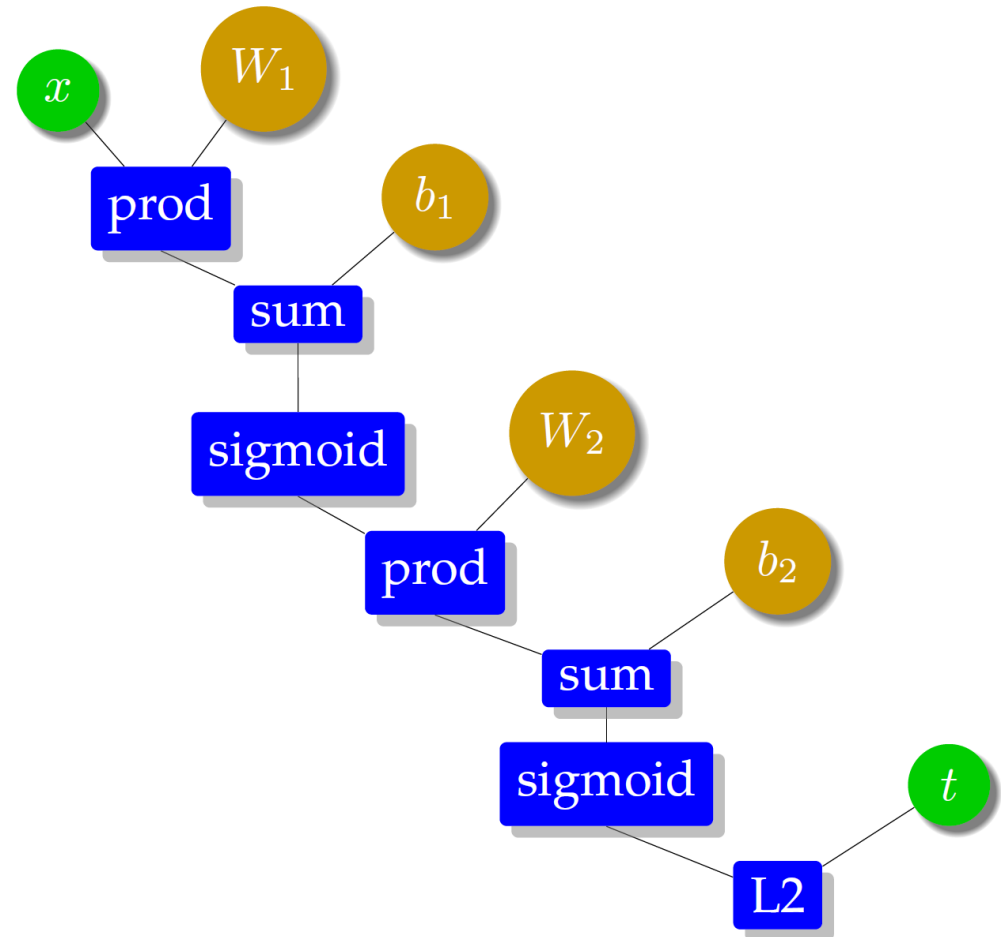 x
W₁
prod
b₁
sum
sigmoid
W₂
prod
b₂
sum
sigmoid
t
L2